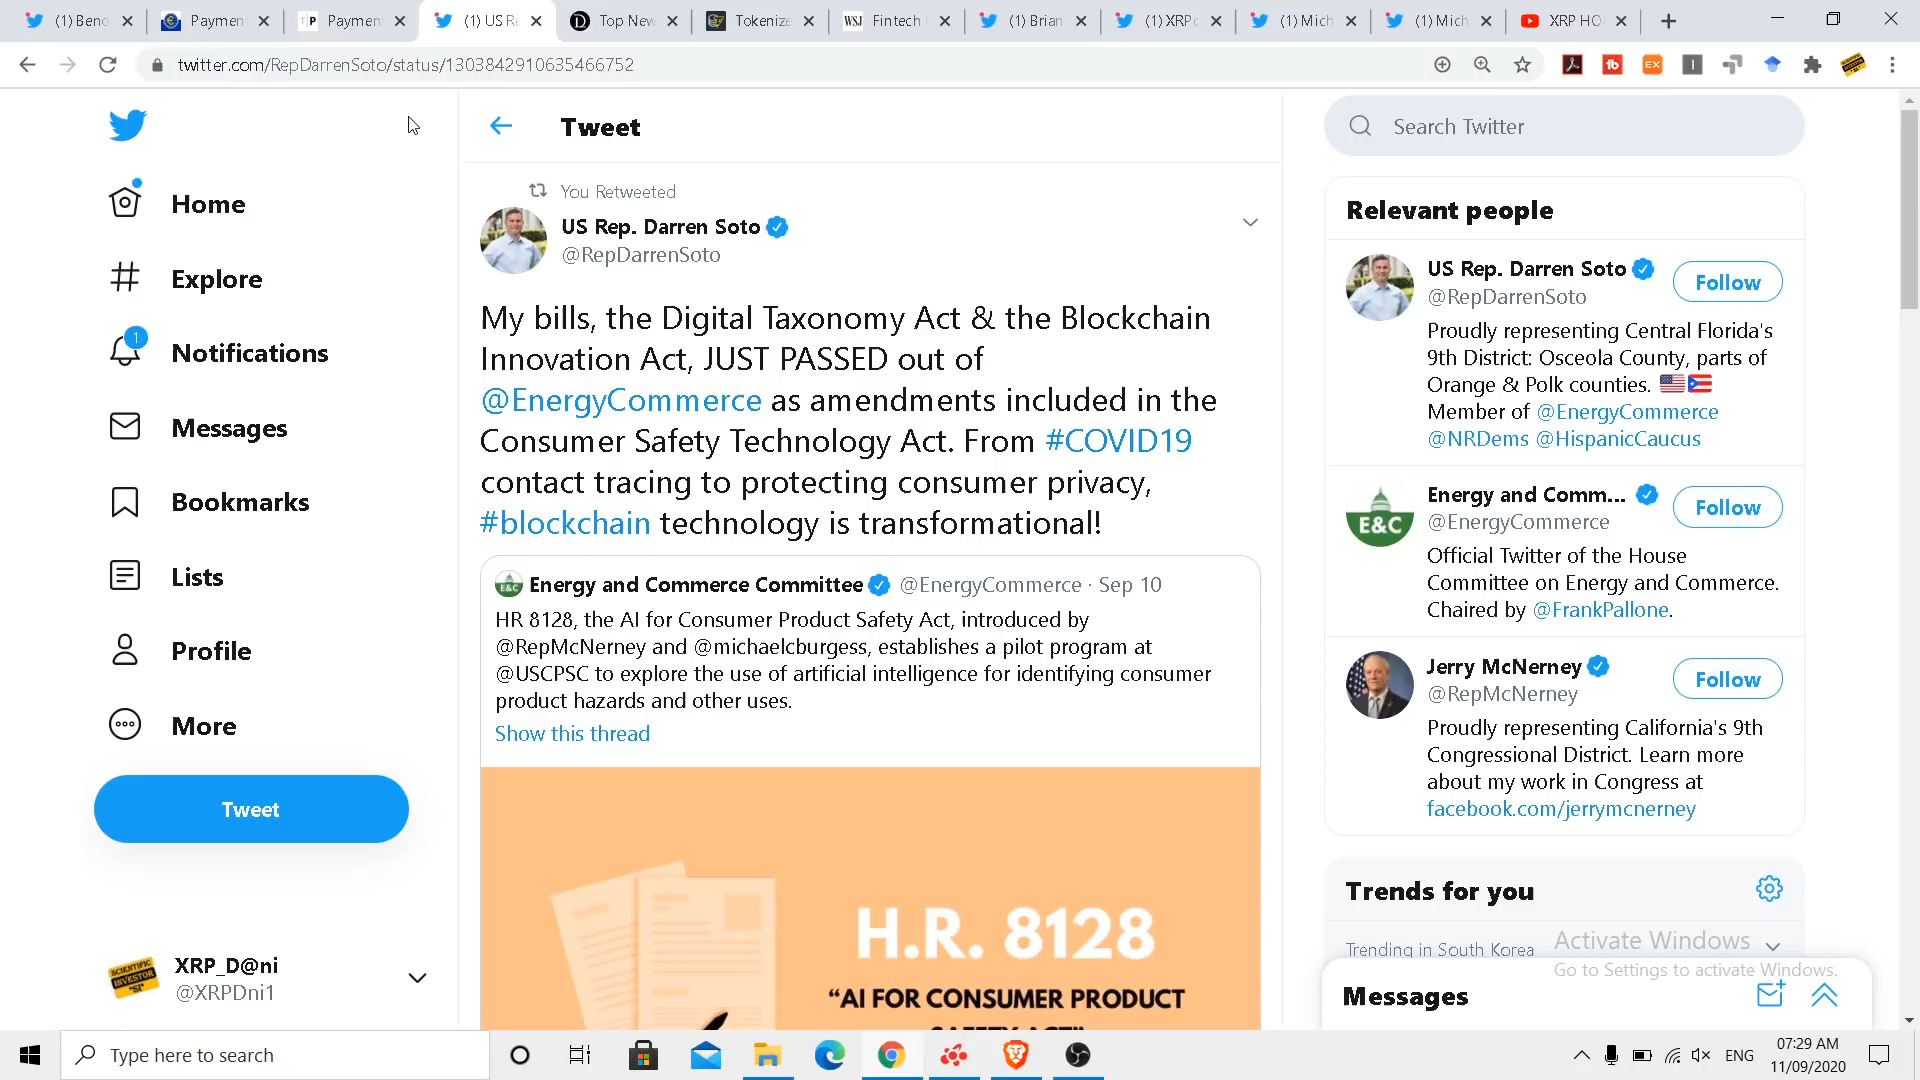 (1) Beno
Paymen
Paymen
(1) US Re
Top New
Tokenize
WSJ Fintech
(1) Brian
(1) XRPc
(1) Mich
(1) Mich
XRP HO
twitter.com/RepDarrenSoto/status/1303842910635466752
Home
Explore
1
Notifications
Messages
Bookmarks
Lists
Profile
More
Tweet
SCIENTIFIC
INVESTOR
"SI"
XRP_D@ni
@XRPDni1
Tweet
You Retweeted
US Rep. Darren Soto
@RepDarrenSoto
My bills, the Digital Taxonomy Act & the Blockchain
Innovation Act, JUST PASSED out of
@EnergyCommerce as amendments included in the
Consumer Safety Technology Act. From #COVID19
contact tracing to protecting consumer privacy,
#blockchain technology is transformational!
E&C Energy and Commerce Committee @EnergyCommerce · Sep 10
HR 8128, the AI for Consumer Product Safety Act, introduced by
@RepMcNerney and @michaelcburgess, establishes a pilot program at
@USCPSC to explore the use of artificial intelligence for identifying consumer
product hazards and other uses.
Show this thread
H.R. 8128
“AI FOR CONSUMER PRODUCT
SAFETY ACT”
Search Twitter
Relevant people
US Rep. Darren Soto
@RepDarrenSoto
Follow
Proudly representing Central Florida's
9th District: Osceola County, parts of
Orange & Polk counties. 🇺🇸🇵🇷
Member of @EnergyCommerce
@NRDems @HispanicCaucus
E&C
Energy and Comm...
@EnergyCommerce
Follow
Official Twitter of the House
Committee on Energy and Commerce.
Chaired by @FrankPallone.
Jerry McNerney
@RepMcNerney
Follow
Proudly representing California's 9th
Congressional District. Learn more
about my work in Congress at
facebook.com/jerrymcnerney
Trends for you
Trending in South Korea
Activate Windows
Go to Settings to activate Windows.
Messages
Type here to search
ENG
07:29 AM
11/09/2020